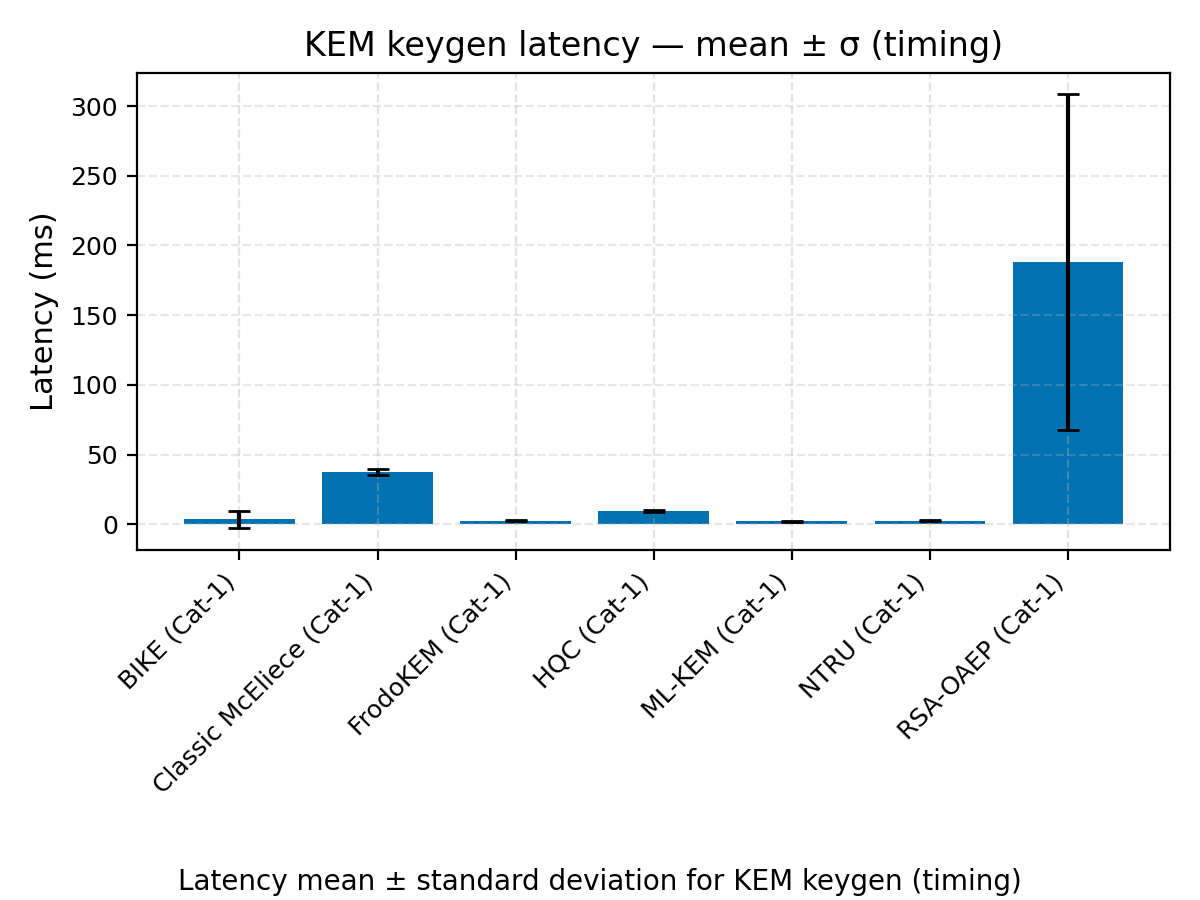 KEM keygen latency — mean ± σ (timing)
Latency (ms)
300
250
200
150
100
50
0
BIKE (Cat-1)
Classic McEliece (Cat-1)
FrodoKEM (Cat-1)
HQC (Cat-1)
ML-KEM (Cat-1)
NTRU (Cat-1)
RSA-OAEP (Cat-1)
Latency mean ± standard deviation for KEM keygen (timing)